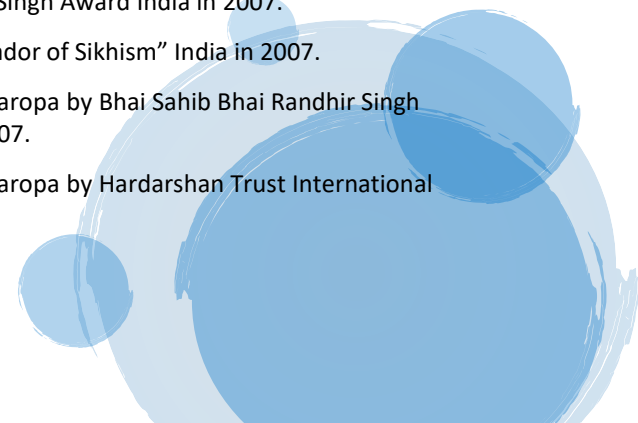 Singh Award India in 2007.
dor of Sikhism” India in 2007.
aropa by Bhai Sahib Bhai Randhir Singh
07.
aropa by Hardarshan Trust International